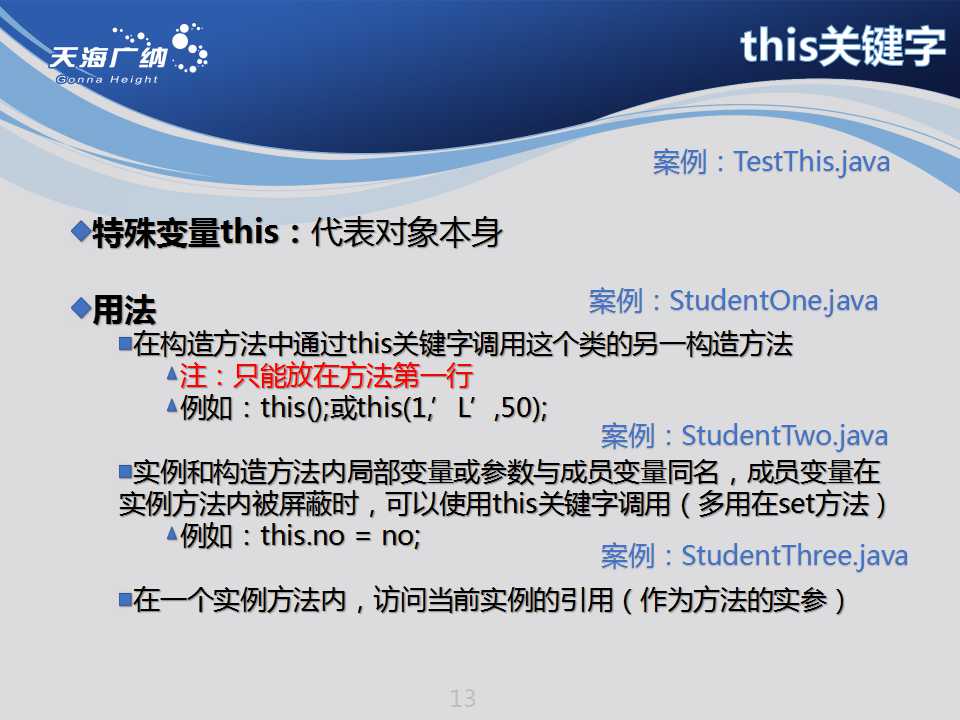 天海广纳
Gonna Height
this关键字
案例：TestThis.java
特殊变量this：代表对象本身
用法
案例：StudentOne.java
在构造方法中通过this关键字调用这个类的另一构造方法
注：只能放在方法第一行
例如：this();或this(1,’L’,50);
案例：StudentTwo.java
实例和构造方法内局部变量或参数与成员变量同名，成员变量在
实例方法内被屏蔽时，可以使用this关键字调用（多用在set方法）
例如：this.no = no;
案例：StudentThree.java
在一个实例方法内，访问当前实例的引用（作为方法的实参）
13